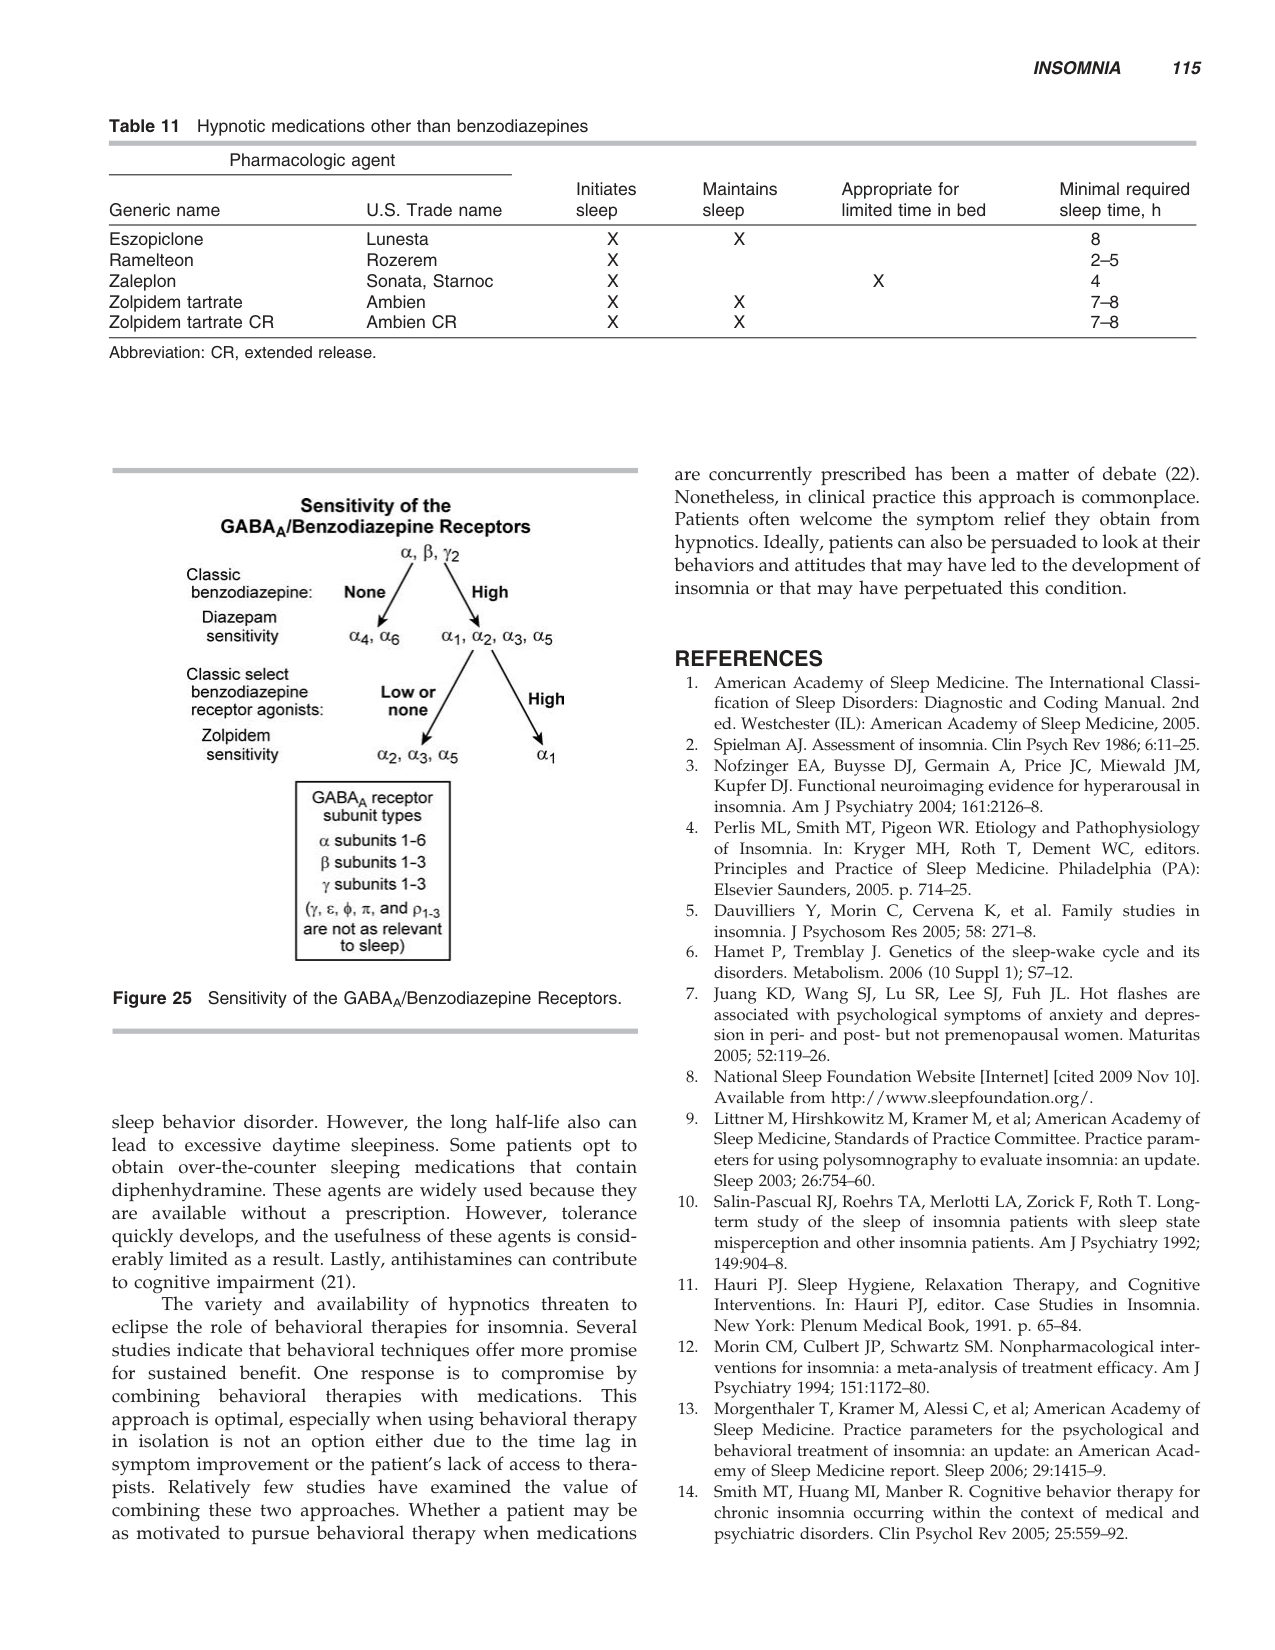 INSOMNIA 115
Table 11 Hypnotic medications other than benzodiazepines
Pharmacologic agent
Generic name U.S. Trade name Initiates sleep Maintains sleep Appropriate for limited time in bed Minimal required sleep time, h
Eszopiclone Lunesta X X 8
Ramelteon Rozerem X 2–5
Zaleplon Sonata, Starnoc X X 4
Zolpidem tartrate Ambien X X 7–8
Zolpidem tartrate CR Ambien CR X X 7–8
Abbreviation: CR, extended release.
Sensitivity of the
GABAA/Benzodiazepine Receptors
α, β, γ2
Classic
benzodiazepine: None High
Diazepam
sensitivity α4, α6 α1, α2, α3, α5
Classic select
benzodiazepine
receptor agonists:
Low or
none
High
Zolpidem
sensitivity α2, α3, α5 α1
GABAA receptor
subunit types
α subunits 1-6
β subunits 1-3
γ subunits 1-3
(γ, ε, ϕ, π, and ρ1-3
are not as relevant
to sleep)
Figure 25 Sensitivity of the GABAA/Benzodiazepine Receptors.
sleep behavior disorder. However, the long half-life also can
lead to excessive daytime sleepiness. Some patients opt to
obtain over-the-counter sleeping medications that contain
diphenhydramine. These agents are widely used because they
are available without a prescription. However, tolerance
quickly develops, and the usefulness of these agents is consid-
erably limited as a result. Lastly, antihistamines can contribute
to cognitive impairment (21).
The variety and availability of hypnotics threaten to
eclipse the role of behavioral therapies for insomnia. Several
studies indicate that behavioral techniques offer more promise
for sustained benefit. One response is to compromise by
combining behavioral therapies with medications. This
approach is optimal, especially when using behavioral therapy
in isolation is not an option either due to the time lag in
symptom improvement or the patient’s lack of access to thera-
pists. Relatively few studies have examined the value of
combining these two approaches. Whether a patient may be
as motivated to pursue behavioral therapy when medications
are concurrently prescribed has been a matter of debate (22).
Nonetheless, in clinical practice this approach is commonplace.
Patients often welcome the symptom relief they obtain from
hypnotics. Ideally, patients can also be persuaded to look at their
behaviors and attitudes that may have led to the development of
insomnia or that may have perpetuated this condition.
REFERENCES
1. American Academy of Sleep Medicine. The International Classi-
fication of Sleep Disorders: Diagnostic and Coding Manual. 2nd
ed. Westchester (IL): American Academy of Sleep Medicine, 2005.
2. Spielman AJ. Assessment of insomnia. Clin Psych Rev 1986; 6:11–25.
3. Nofzinger EA, Buysse DJ, Germain A, Price JC, Miewald JM,
Kupfer DJ. Functional neuroimaging evidence for hyperarousal in
insomnia. Am J Psychiatry 2004; 161:2126–8.
4. Perlis ML, Smith MT, Pigeon WR. Etiology and Pathophysiology
of Insomnia. In: Kryger MH, Roth T, Dement WC, editors.
Principles and Practice of Sleep Medicine. Philadelphia (PA):
Elsevier Saunders, 2005. p. 714–25.
5. Dauvilliers Y, Morin C, Cervena K, et al. Family studies in
insomnia. J Psychosom Res 2005; 58: 271–8.
6. Hamet P, Tremblay J. Genetics of the sleep-wake cycle and its
disorders. Metabolism. 2006 (10 Suppl 1); S7–12.
7. Juang KD, Wang SJ, Lu SR, Lee SJ, Fuh JL. Hot flashes are
associated with psychological symptoms of anxiety and depres-
sion in peri- and post- but not premenopausal women. Maturitas
2005; 52:119–26.
8. National Sleep Foundation Website [Internet] [cited 2009 Nov 10].
Available from http://www.sleepfoundation.org/.
9. Littner M, Hirshkowitz M, Kramer M, et al; American Academy of
Sleep Medicine, Standards of Practice Committee. Practice param-
eters for using polysomnography to evaluate insomnia: an update.
Sleep 2003; 26:754–60.
10. Salin-Pascual RJ, Roehrs TA, Merlotti LA, Zorick F, Roth T. Long-
term study of the sleep of insomnia patients with sleep state
misperception and other insomnia patients. Am J Psychiatry 1992;
149:904–8.
11. Hauri PJ. Sleep Hygiene, Relaxation Therapy, and Cognitive
Interventions. In: Hauri PJ, editor. Case Studies in Insomnia.
New York: Plenum Medical Book, 1991. p. 65–84.
12. Morin CM, Culbert JP, Schwartz SM. Nonpharmacological inter-
ventions for insomnia: a meta-analysis of treatment efficacy. Am J
Psychiatry 1994; 151:1172–80.
13. Morgenthaler T, Kramer M, Alessi C, et al; American Academy of
Sleep Medicine. Practice parameters for the psychological and
behavioral treatment of insomnia: an update: an American Acad-
emy of Sleep Medicine report. Sleep 2006; 29:1415–9.
14. Smith MT, Huang MI, Manber R. Cognitive behavior therapy for
chronic insomnia occurring within the context of medical and
psychiatric disorders. Clin Psychol Rev 2005; 25:559–92.